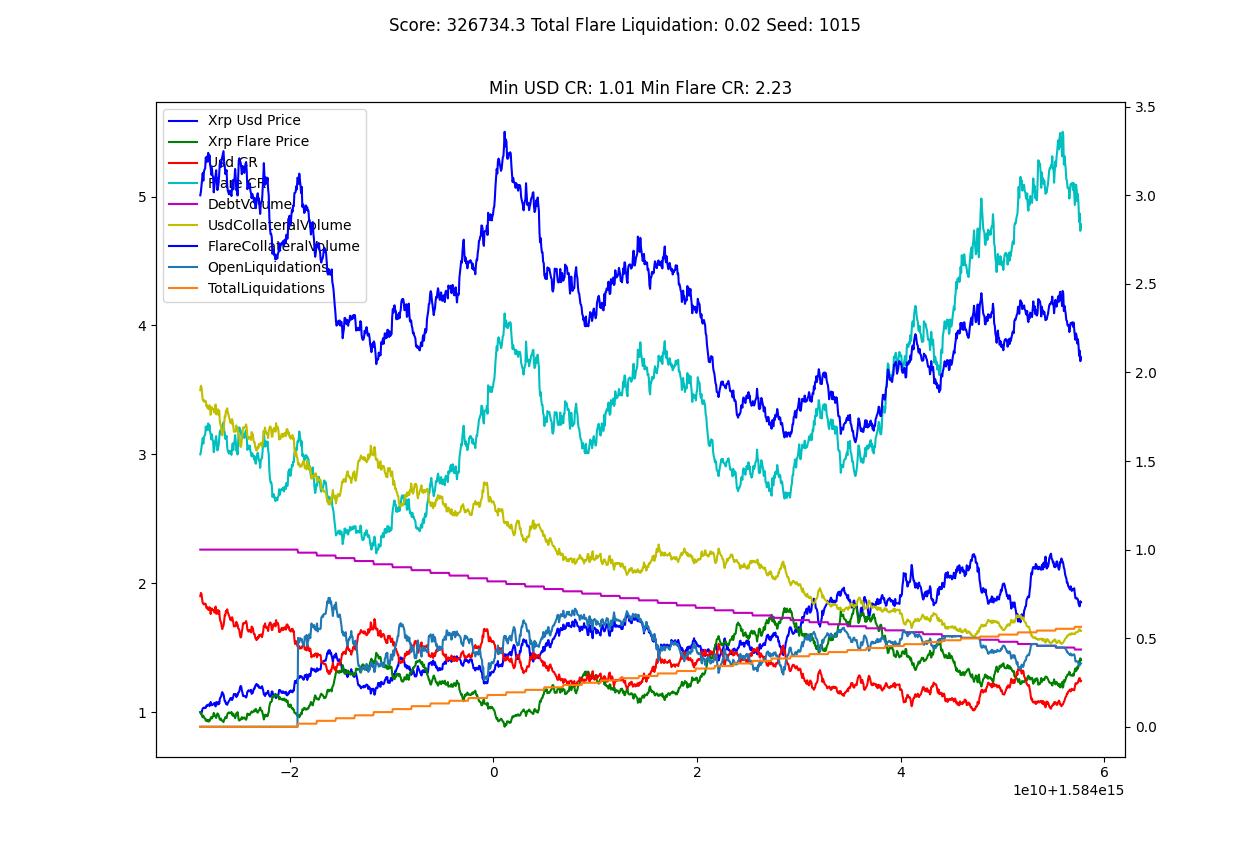 Score: 326734.3 Total Flare Liquidation: 0.02 Seed: 1015
Min USD CR: 1.01 Min Flare CR: 2.23
Xrp Usd Price
Xrp Flare Price
Usd CR
Flare CR
DebtVolume
UsdCollateralVolume
FlareCollateralVolume
OpenLiquidations
TotalLiquidations
5
4
3
2
1
3.5
3.0
2.5
2.0
1.5
1.0
0.5
0.0
−2
0
2
4
6
1e10+1.584e15